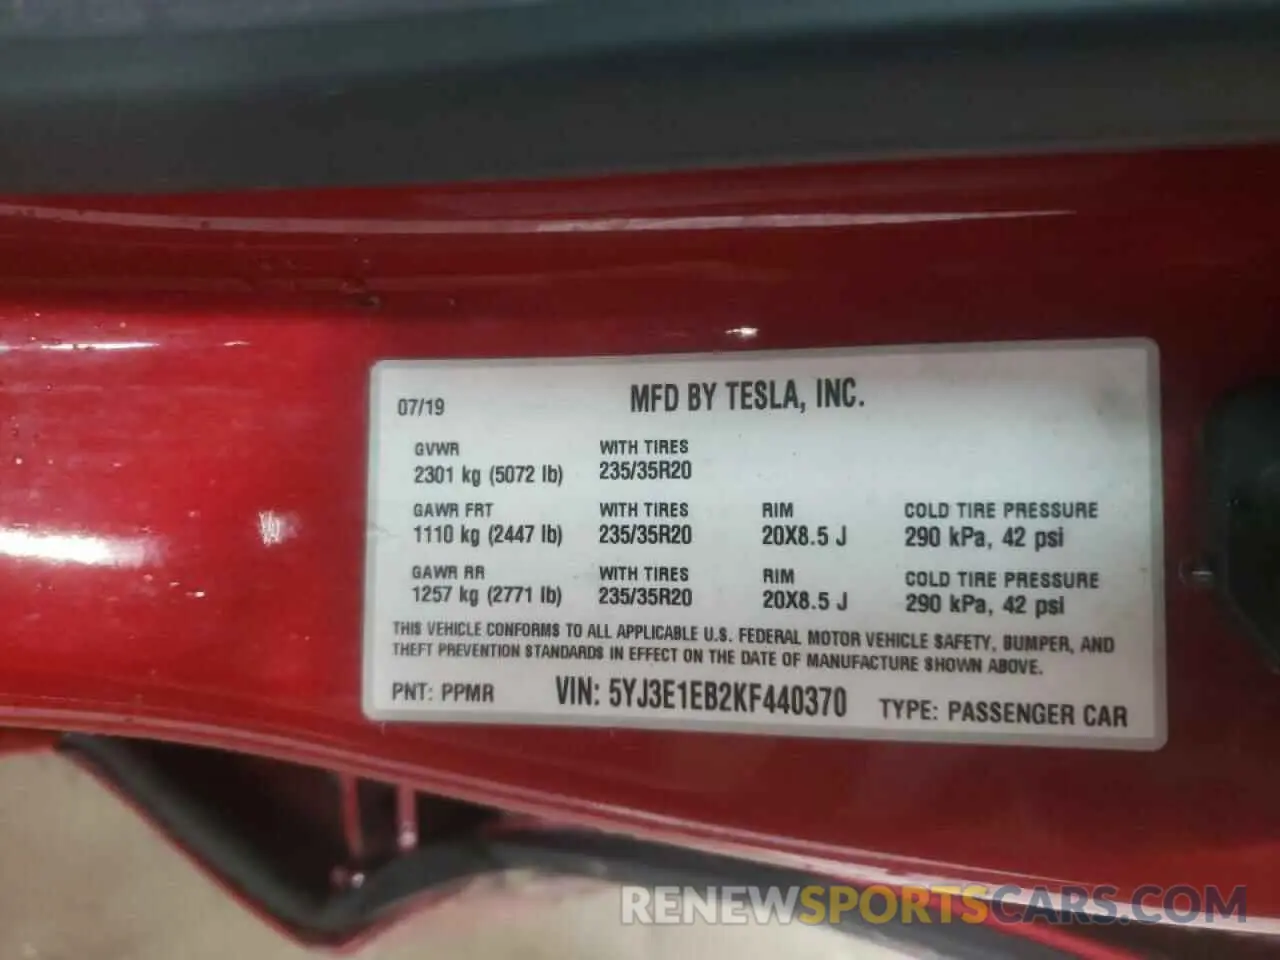 07/19 MFD BY TESLA, INC.
GVWR WITH TIRES
2301 kg (5072 lb) 235/35R20
GAWR FRT WITH TIRES RIM COLD TIRE PRESSURE
1110 kg (2447 lb) 235/35R20 20X8.5 J 290 kPa, 42 psi
GAWR RR WITH TIRES RIM COLD TIRE PRESSURE
1257 kg (2771 lb) 235/35R20 20X8.5 J 290 kPa, 42 psi
THIS VEHICLE CONFORMS TO ALL APPLICABLE U.S. FEDERAL MOTOR VEHICLE SAFETY, BUMPER, AND
THEFT PREVENTION STANDARDS IN EFFECT ON THE DATE OF MANUFACTURE SHOWN ABOVE.
PNT: PPMR VIN: 5YJ3E1EB2KF440370 TYPE: PASSENGER CAR
RENEWSPORTSCARS.COM